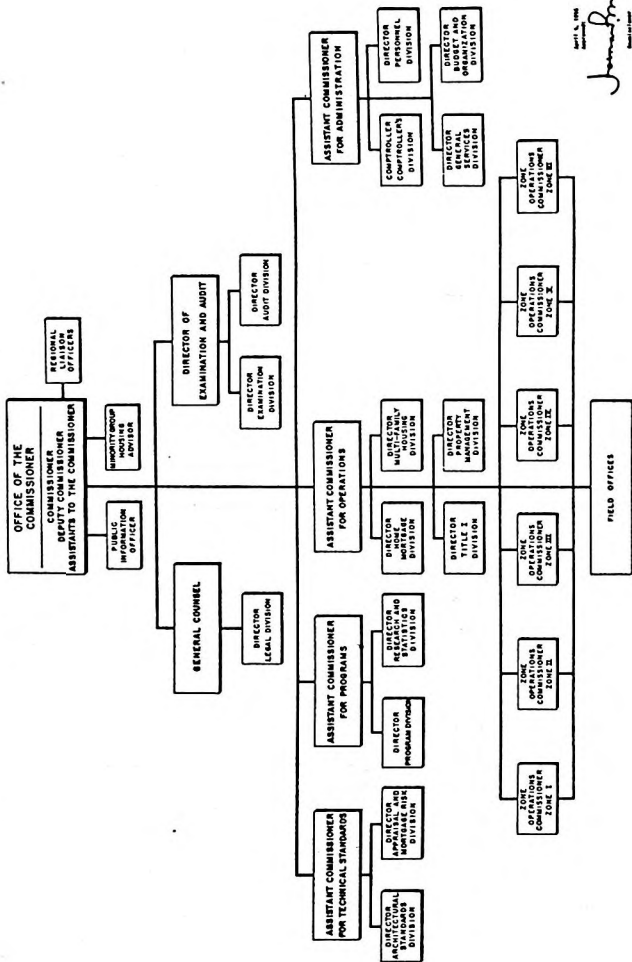 OFFICE OF THE
COMMISSIONER
COMMISSIONER
DEPUTY COMMISSIONER
ASSISTANTS TO THE COMMISSIONER
REGIONAL
LIAISON
OFFICERS
PUBLIC
INFORMATION
OFFICER
MINORITY GROUP
HOUSING
ADVISOR
GENERAL COUNSEL
DIRECTOR
LEGAL DIVISION
DIRECTOR OF
EXAMINATION AND AUDIT
DIRECTOR
EXAMINATION
DIVISION
DIRECTOR
AUDIT DIVISION
ASSISTANT COMMISSIONER
FOR TECHNICAL STANDARDS
DIRECTOR
ARCHITECTURAL
STANDARDS
DIVISION
DIRECTOR
APPRAISAL AND
MORTGAGE RISK
DIVISION
ASSISTANT COMMISSIONER
FOR PROGRAMS
DIRECTOR
PROGRAM DIVISION
DIRECTOR
RESEARCH AND
STATISTICS
DIVISION
ASSISTANT COMMISSIONER
FOR OPERATIONS
DIRECTOR
HOME
MORTGAGE
DIVISION
DIRECTOR
MULTI-FAMILY
HOUSING
DIVISION
DIRECTOR
TITLE I
DIVISION
DIRECTOR
PROPERTY
MANAGEMENT
DIVISION
ASSISTANT COMMISSIONER
FOR ADMINISTRATION
COMPTROLLER
COMPTROLLER'S
DIVISION
DIRECTOR
PERSONNEL
DIVISION
DIRECTOR
GENERAL
SERVICES
DIVISION
DIRECTOR
BUDGET AND
ORGANIZATION
DIVISION
ZONE
OPERATIONS
COMMISSIONER
ZONE I
ZONE
OPERATIONS
COMMISSIONER
ZONE II
ZONE
OPERATIONS
COMMISSIONER
ZONE III
ZONE
OPERATIONS
COMMISSIONER
ZONE IV
ZONE
OPERATIONS
COMMISSIONER
ZONE V
ZONE
OPERATIONS
COMMISSIONER
ZONE VI
FIELD OFFICES
Commissioner